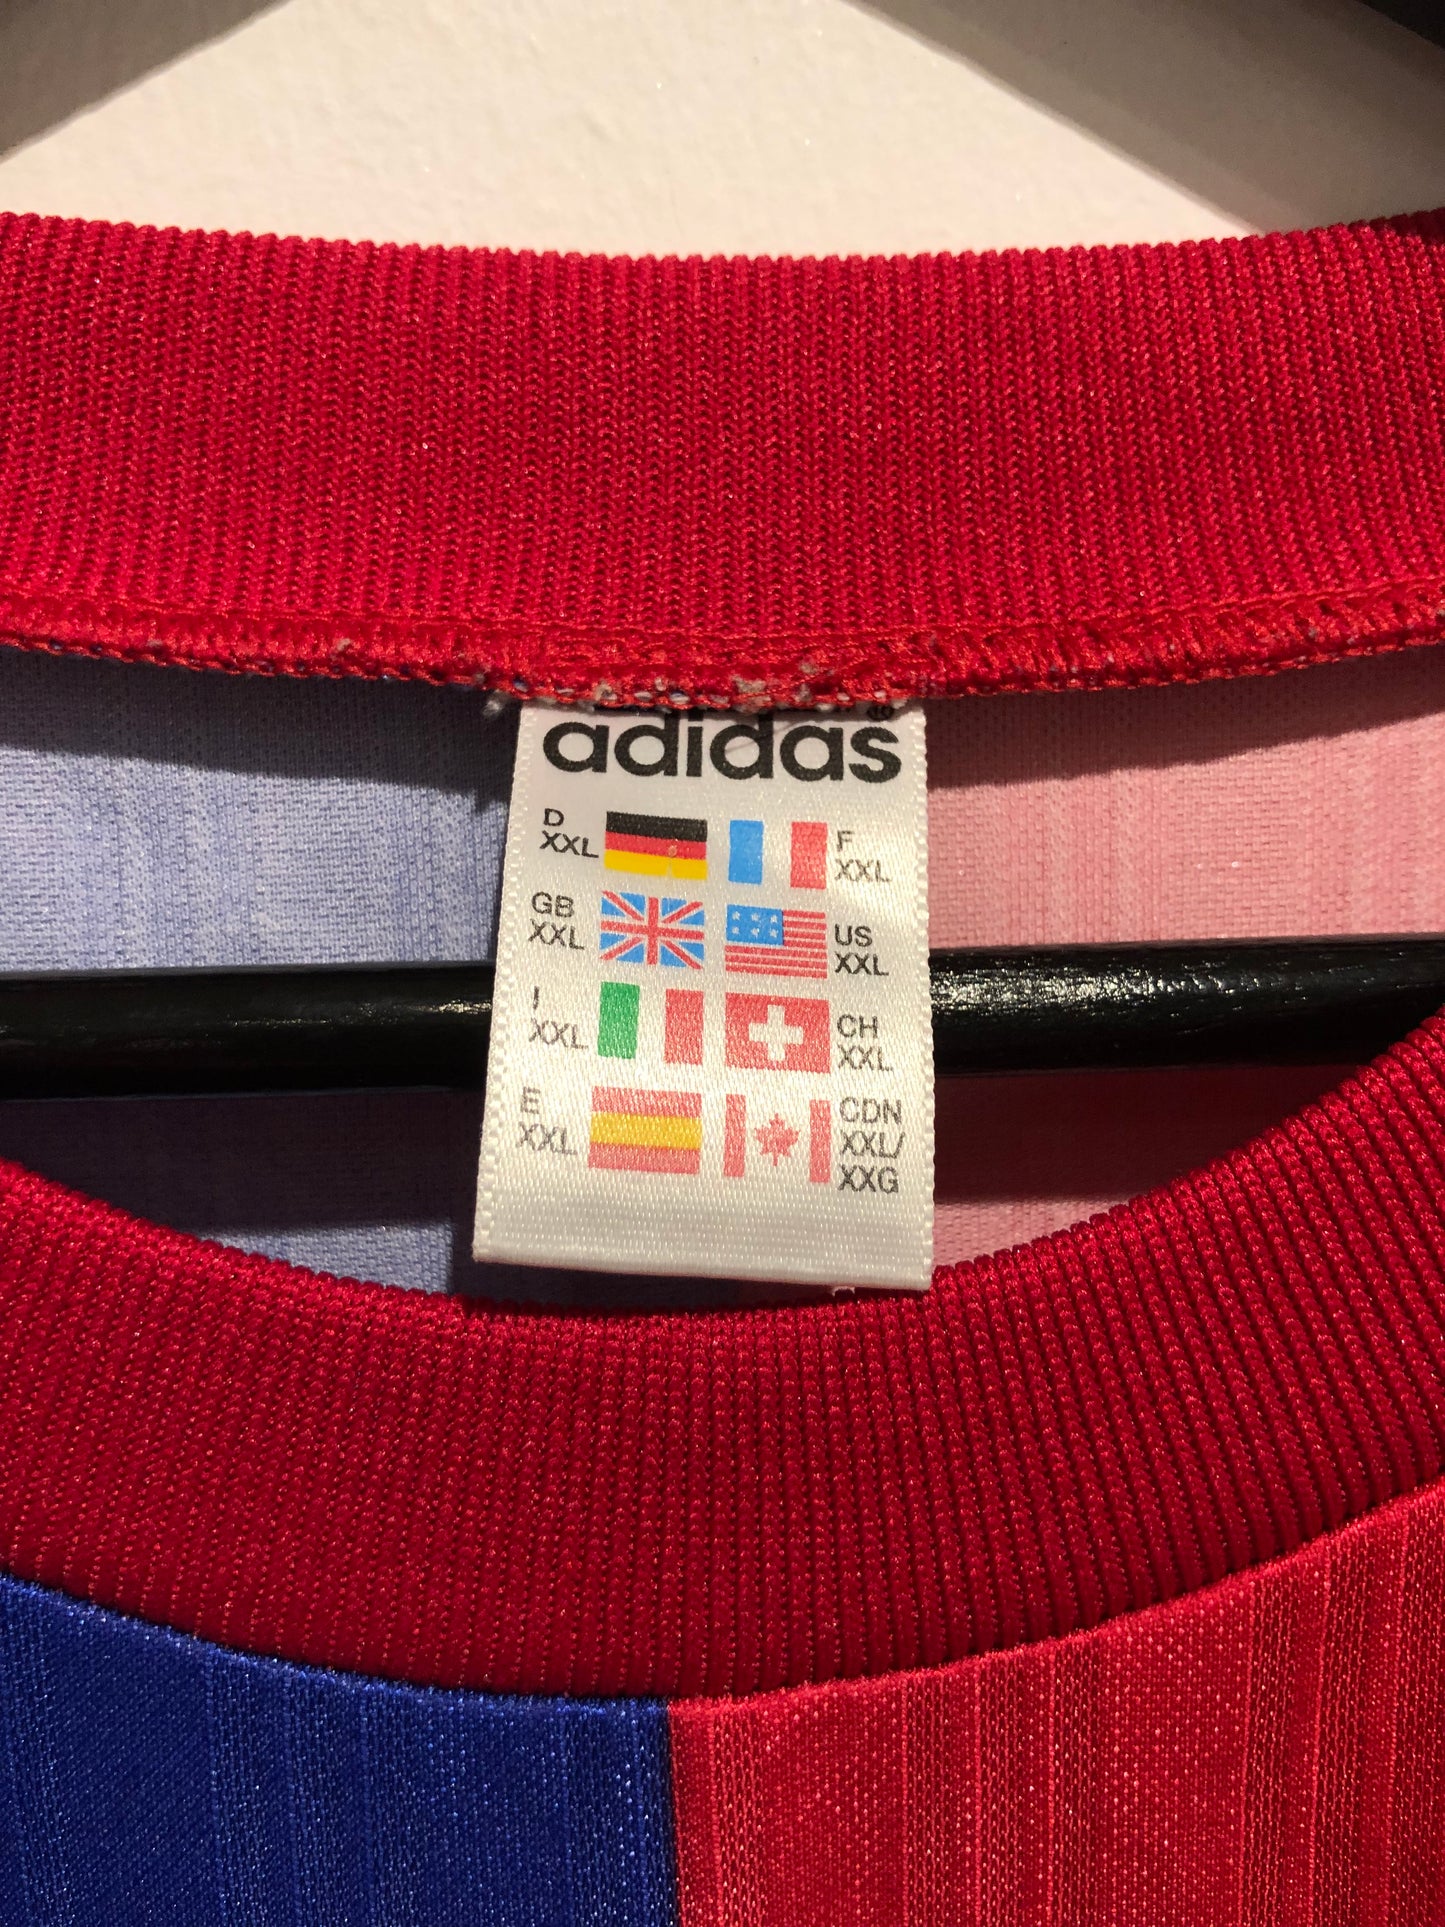 adidas®
D XXL
F XXL
GB XXL
US XXL
I XXL
CH XXL
E XXL
CDN XXL/ XXG